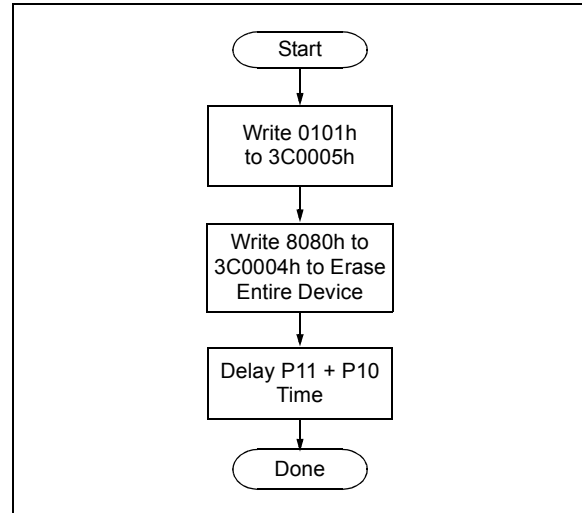 Start
Write 0101h
to 3C0005h
Write 8080h to
3C0004h to Erase
Entire Device
Delay P11 + P10
Time
Done